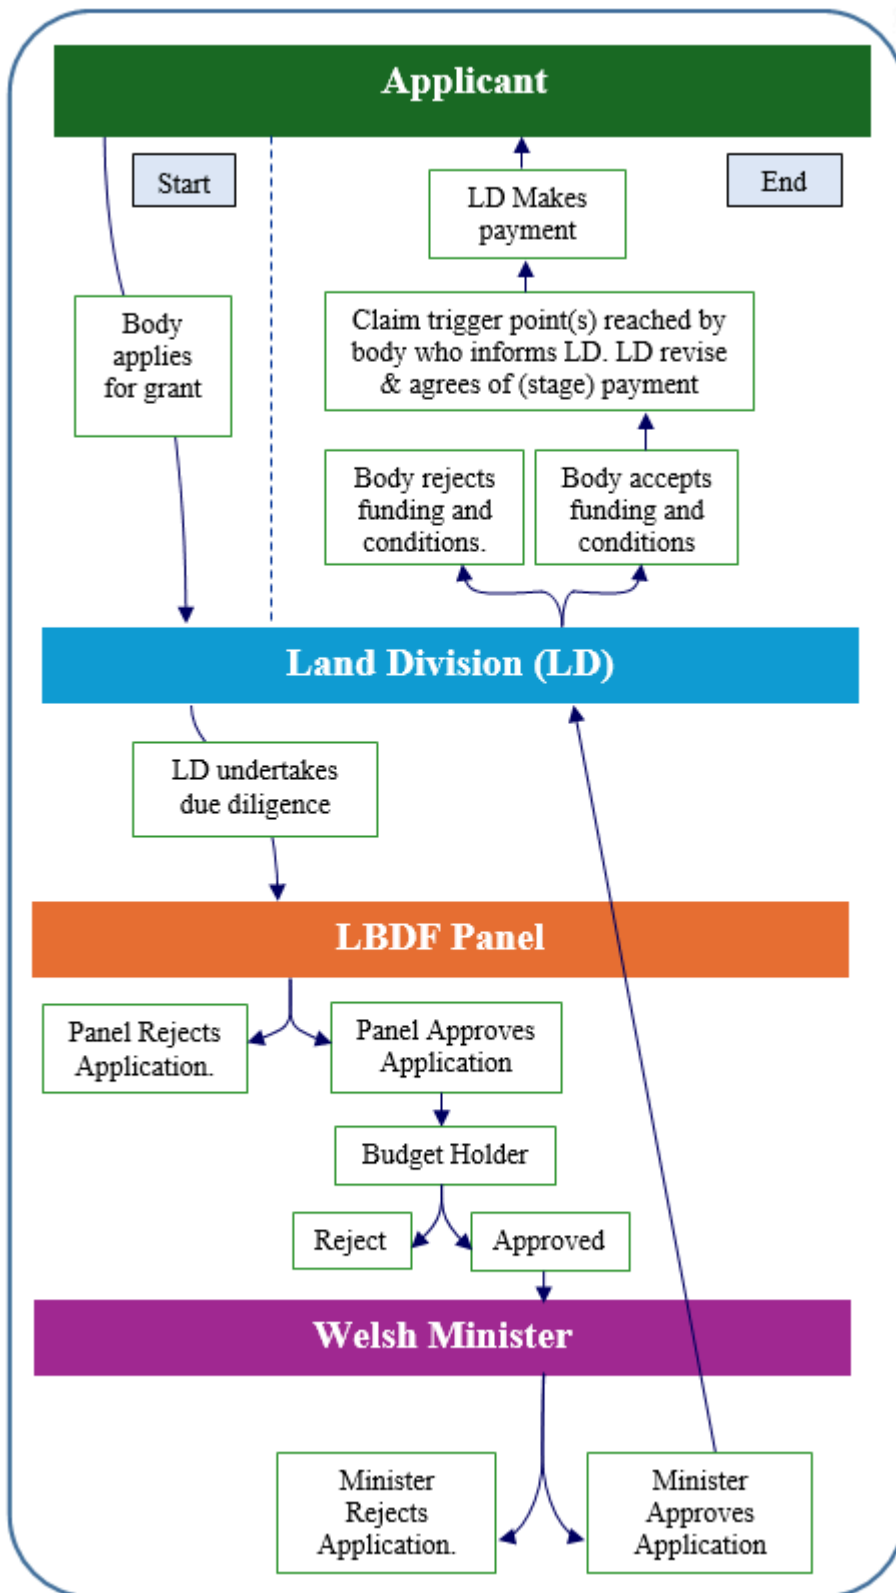 Applicant
Start
End
LD Makes
payment
Body
applies
for grant
Claim trigger point(s) reached by
body who informs LD. LD revise
& agrees of (stage) payment
Body rejects
funding and
conditions.
Body accepts
funding and
conditions
Land Division (LD)
LD undertakes
due diligence
LBDF Panel
Panel Rejects
Application.
Panel Approves
Application
Budget Holder
Reject
Approved
Welsh Minister
Minister
Rejects
Application.
Minister
Approves
Application